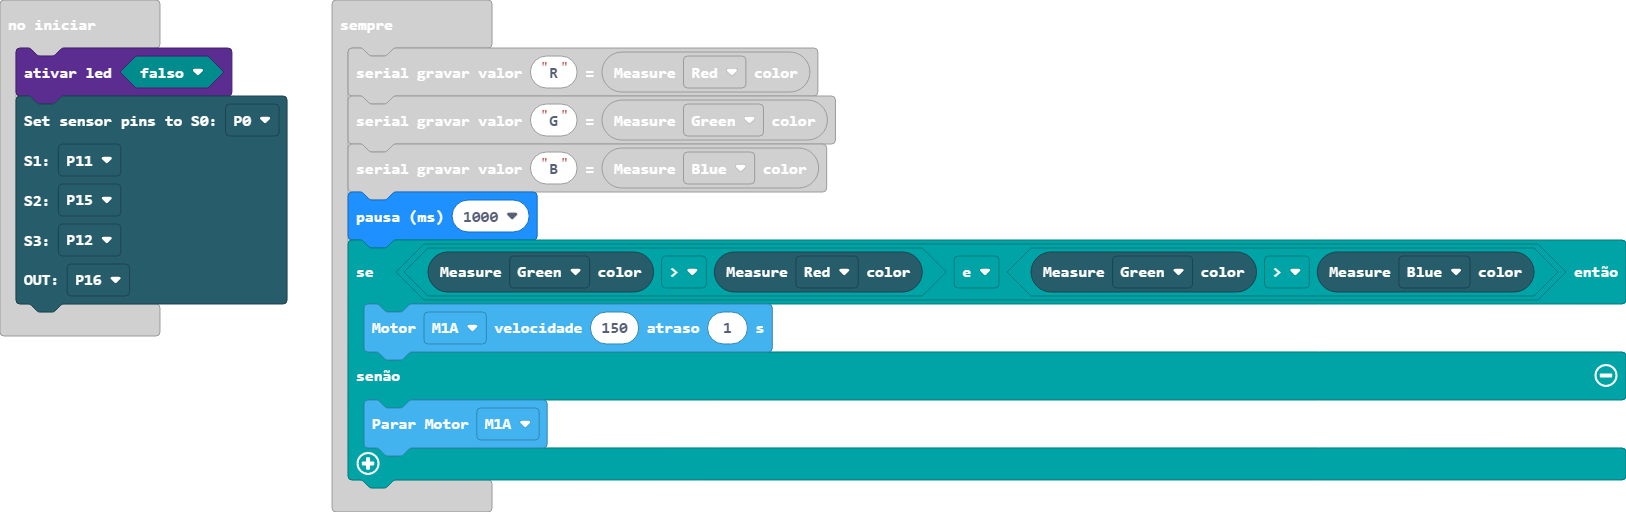 no iniciar
ativar led falso
Set sensor pins to S0: P0
S1: P11
S2: P15
S3: P12
OUT: P16
sempre
serial gravar valor "R" = Measure Red color
serial gravar valor "G" = Measure Green color
serial gravar valor "B" = Measure Blue color
pausa (ms) 1000
se Measure Green color > Measure Red color e Measure Green color > Measure Blue color então
Motor M1A velocidade 150 atraso 1 s
senão
Parar Motor M1A